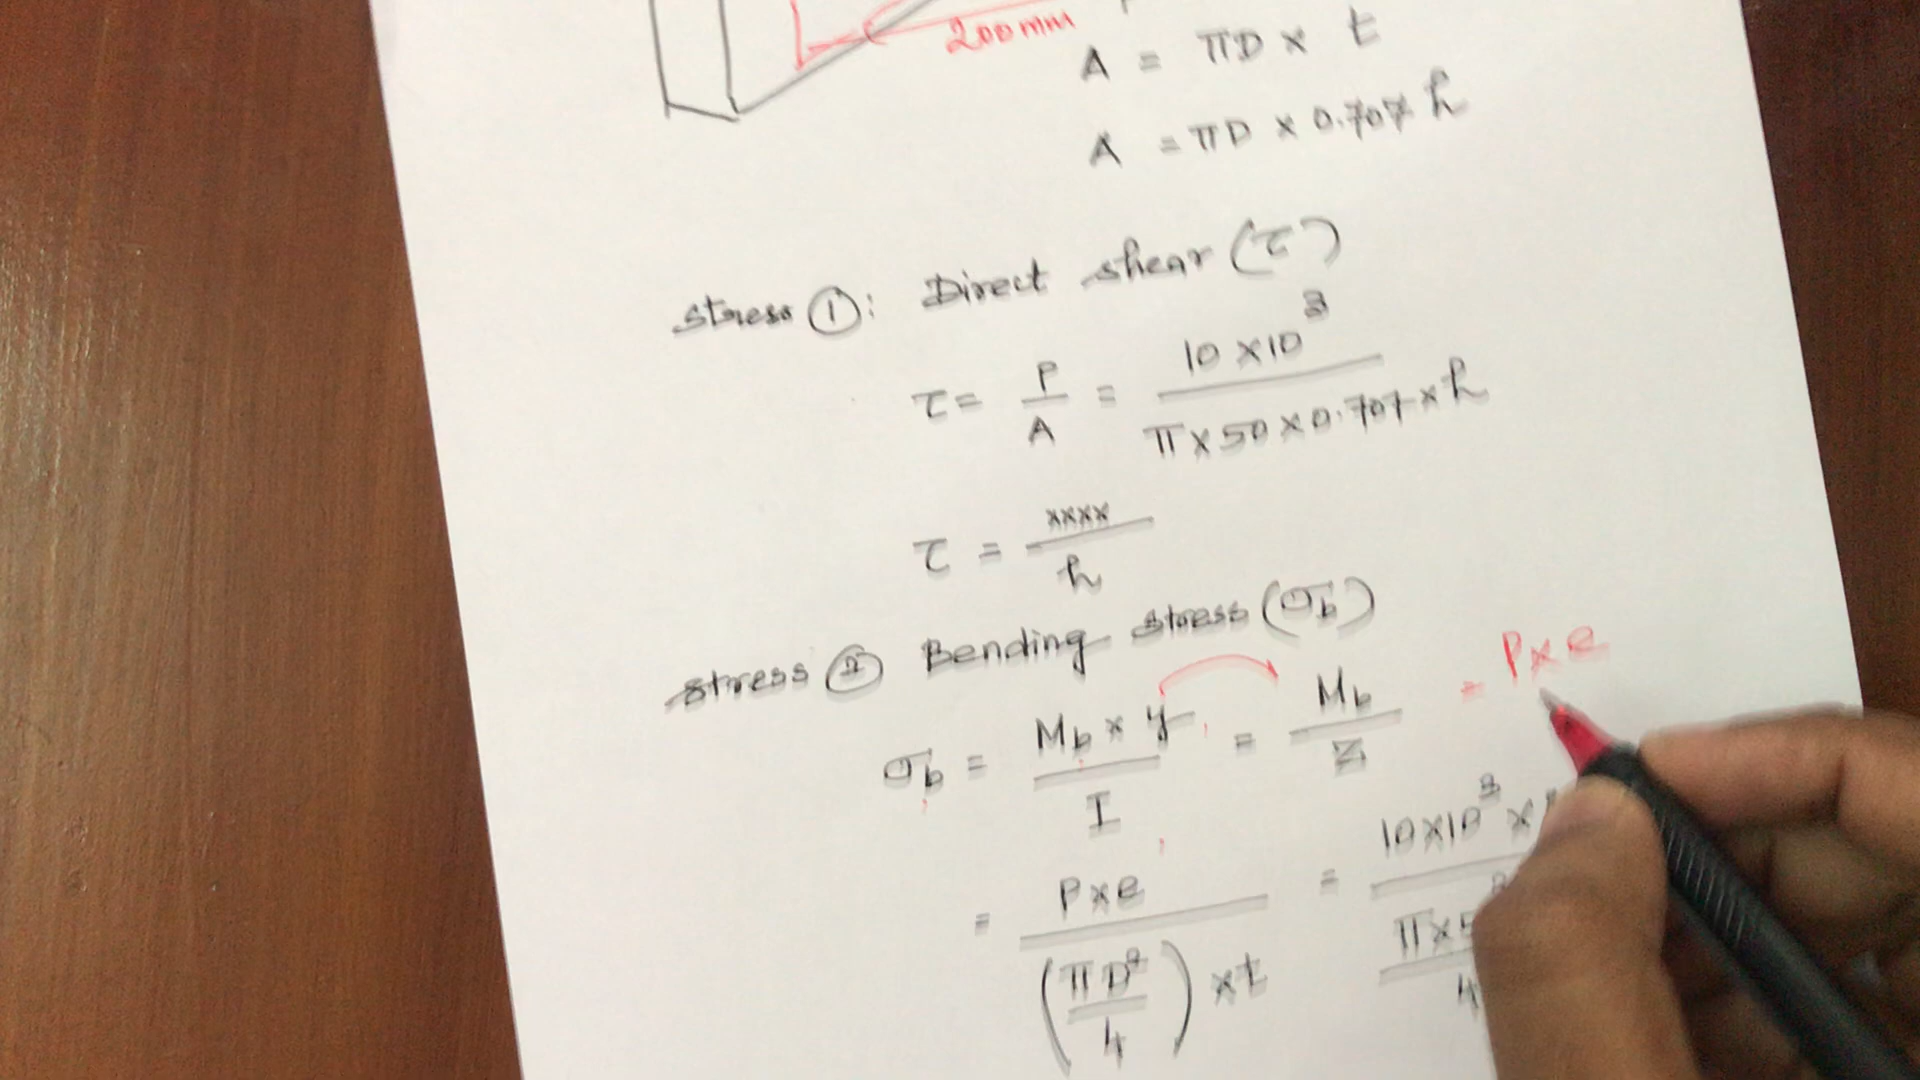 200mm
A = πD × t
A = πD × 0.707 h
stress ①: Direct shear (τ)
τ = P/A = 10 × 10³ / π × 50 × 0.707 × h
τ = xxxx / h
stress ② Bending stress (σb)
σb = Mb × y / I = Mb / Z = P × e
= P × e / (πD²/4) × t = 10 × 10³ ×
π × 5
4